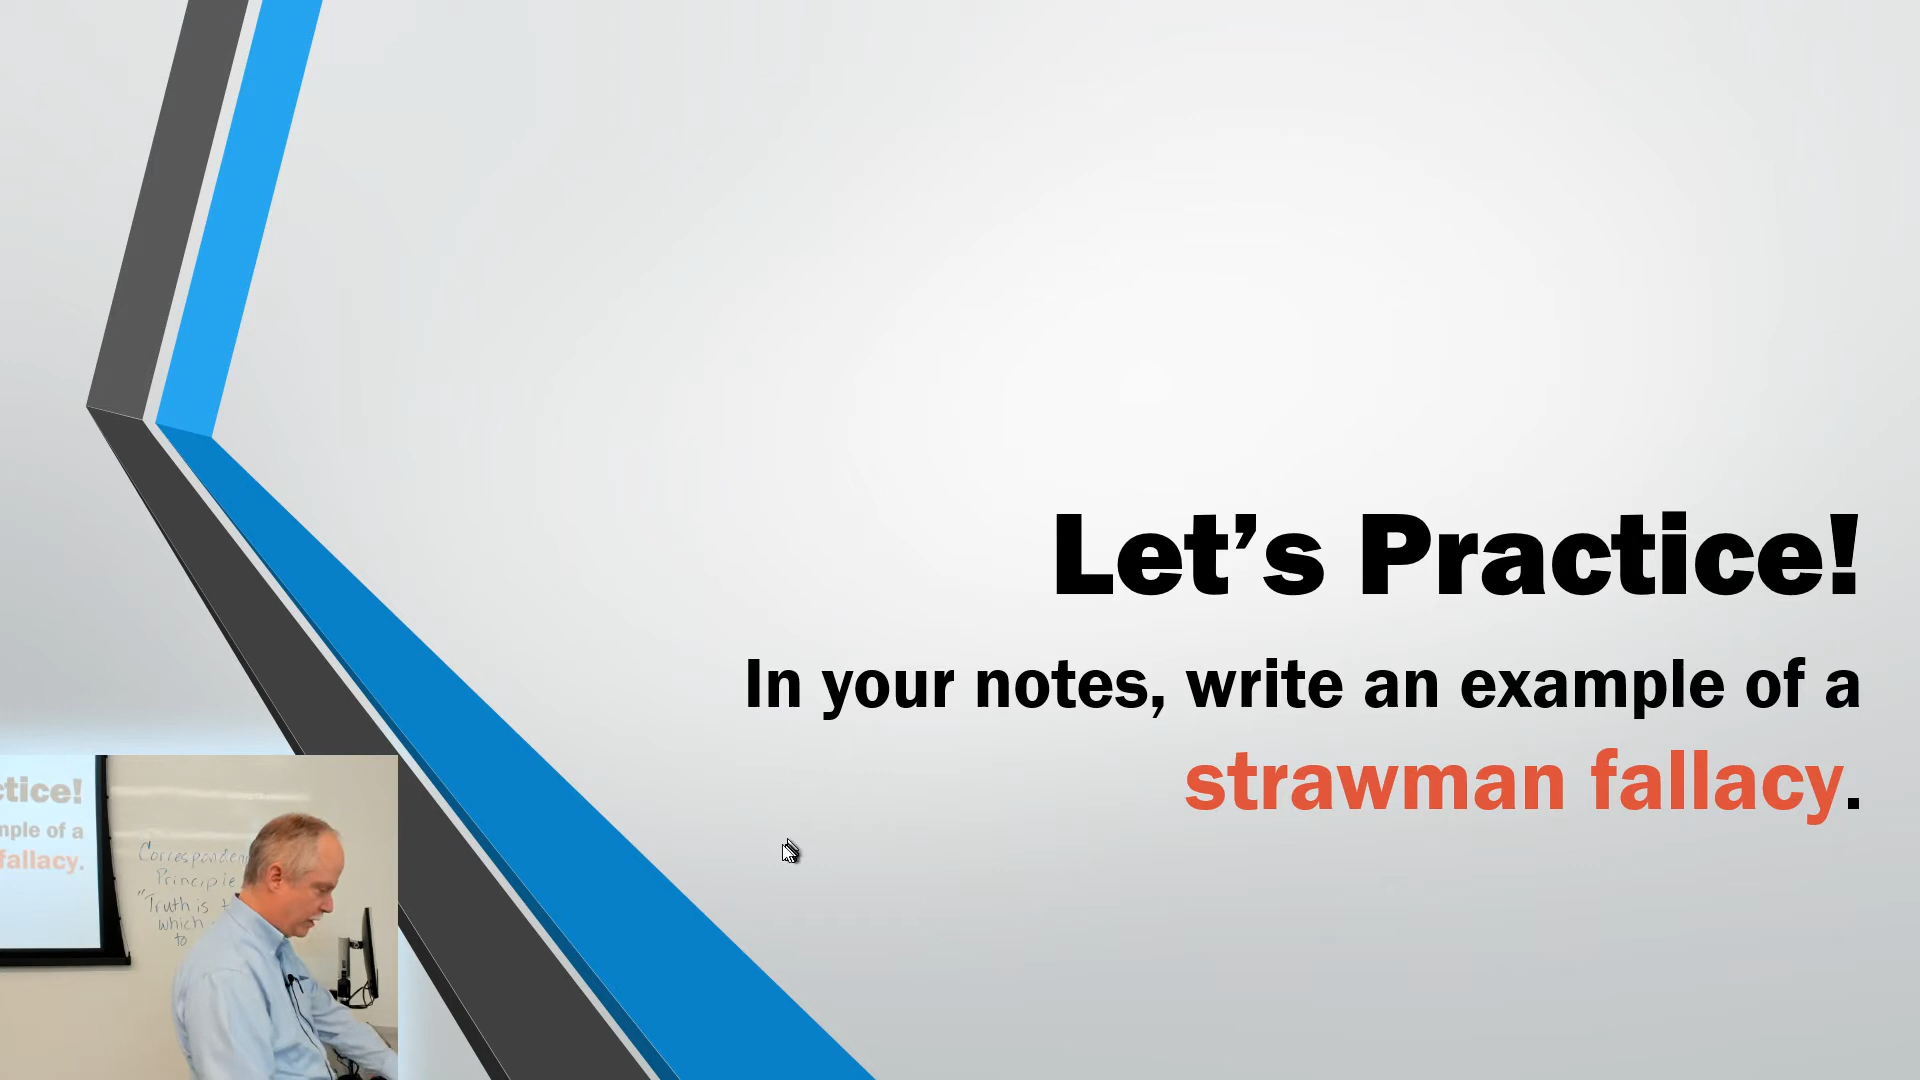 Let’s Practice!
In your notes, write an example of a
strawman fallacy.
ctice!
mple of a
fallacy.
Corresponden
Principle
"Truth is
which
to